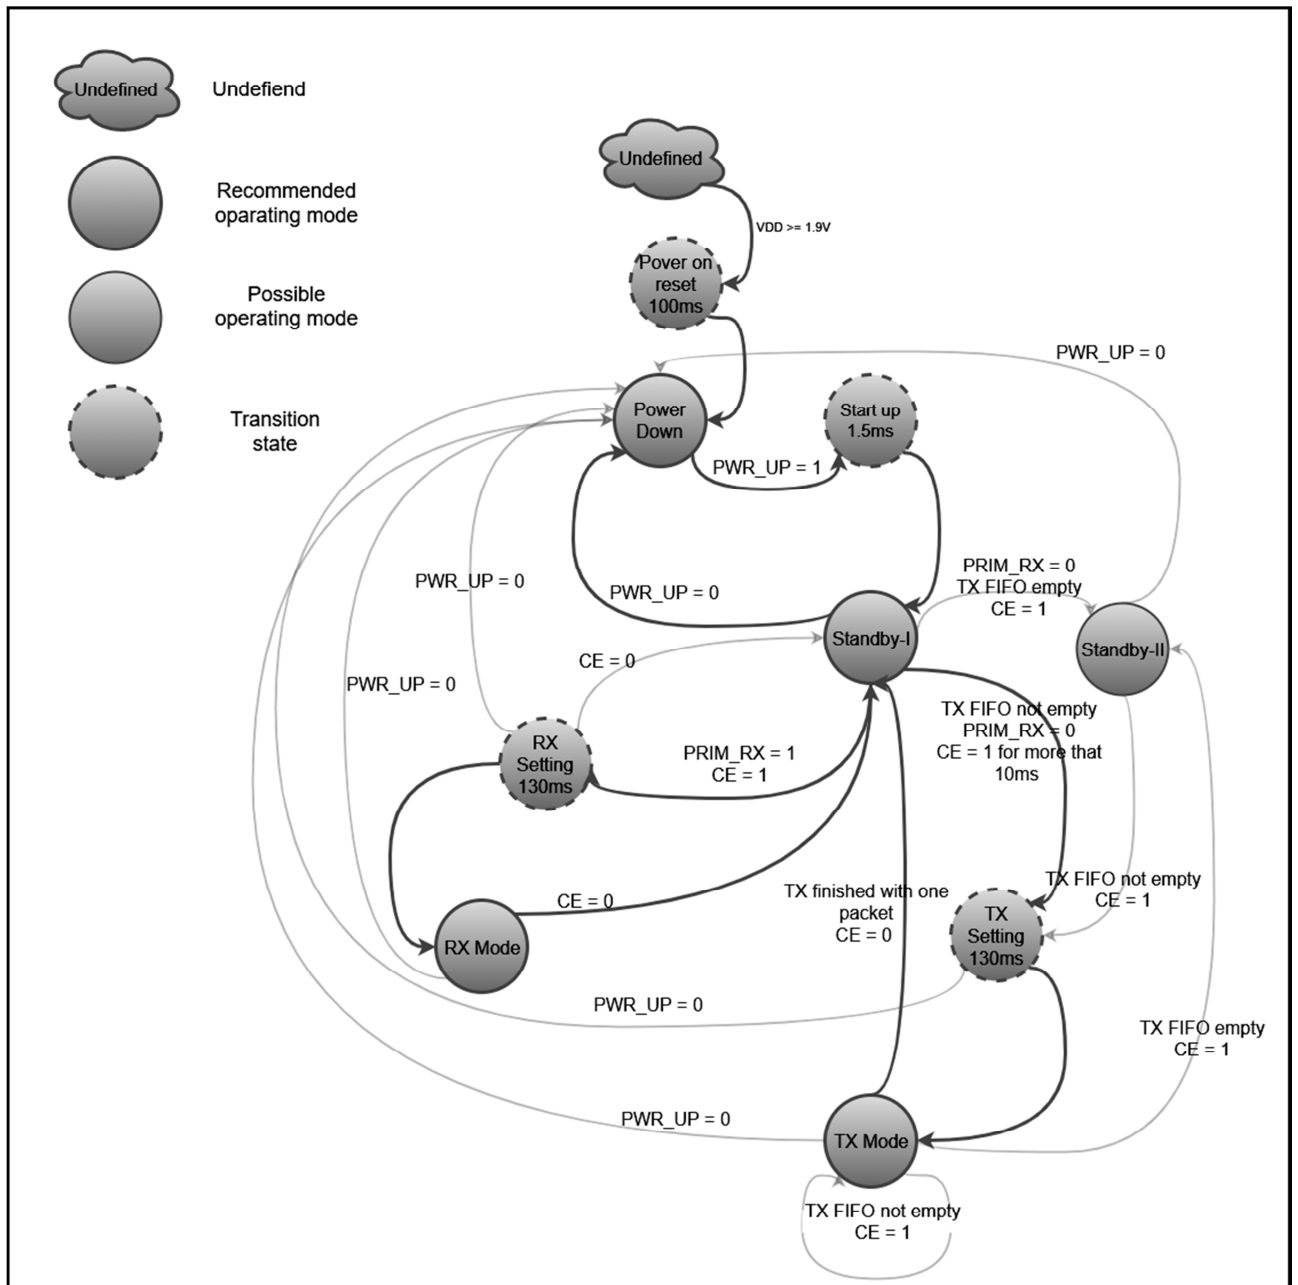 Undefined
Undefiend
Recommended
oparating mode
Possible
operating mode
Transition
state
Undefined
VDD >= 1.9V
Pover on
reset
100ms
PWR_UP = 0
Power
Down
Start up
1.5ms
PWR_UP = 1
PWR_UP = 0
PWR_UP = 0
PRIM_RX = 0
TX FIFO empty
CE = 1
Standby-I
Standby-II
CE = 0
PWR_UP = 0
TX FIFO not empty
PRIM_RX = 0
CE = 1 for more that
10ms
RX
Setting
130ms
PRIM_RX = 1
CE = 1
CE = 0
TX finished with one
packet
CE = 0
TX FIFO not empty
CE = 1
RX Mode
TX
Setting
130ms
PWR_UP = 0
TX FIFO empty
CE = 1
PWR_UP = 0
TX Mode
TX FIFO not empty
CE = 1